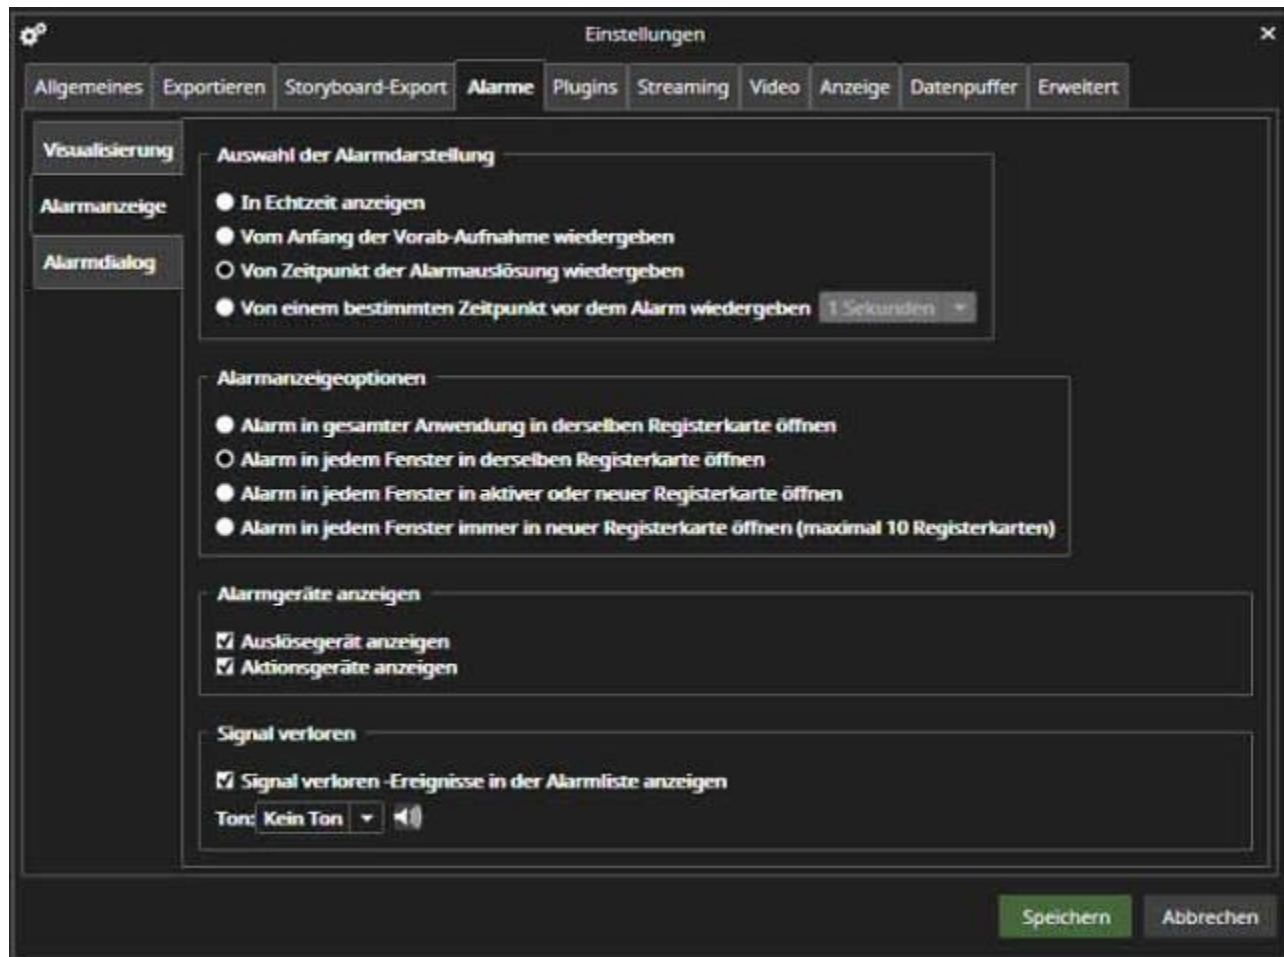 Einstellungen
Allgemeines Exportieren Storyboard-Export Alarme Plugins Streaming Video Anzeige Datenpuffer Erweitert
Visualisierung
Alarmanzeige
Alarmdialog
Auswahl der Alarmdarstellung
In Echtzeit anzeigen
Vom Anfang der Vorab-Aufnahme wiedergeben
Von Zeitpunkt der Alarmauslösung wiedergeben
Von einem bestimmten Zeitpunkt vor dem Alarm wiedergeben 1 Sekunden
Alarmanzeigeoptionen
Alarm in gesamter Anwendung in derselben Registerkarte öffnen
Alarm in jedem Fenster in derselben Registerkarte öffnen
Alarm in jedem Fenster in aktiver oder neuer Registerkarte öffnen
Alarm in jedem Fenster immer in neuer Registerkarte öffnen (maximal 10 Registerkarten)
Alarmgeräte anzeigen
Auslösegerät anzeigen
Aktionsgeräte anzeigen
Signal verloren
Signal verloren -Ereignisse in der Alarmliste anzeigen
Ton: Kein Ton
Speichern Abbrechen